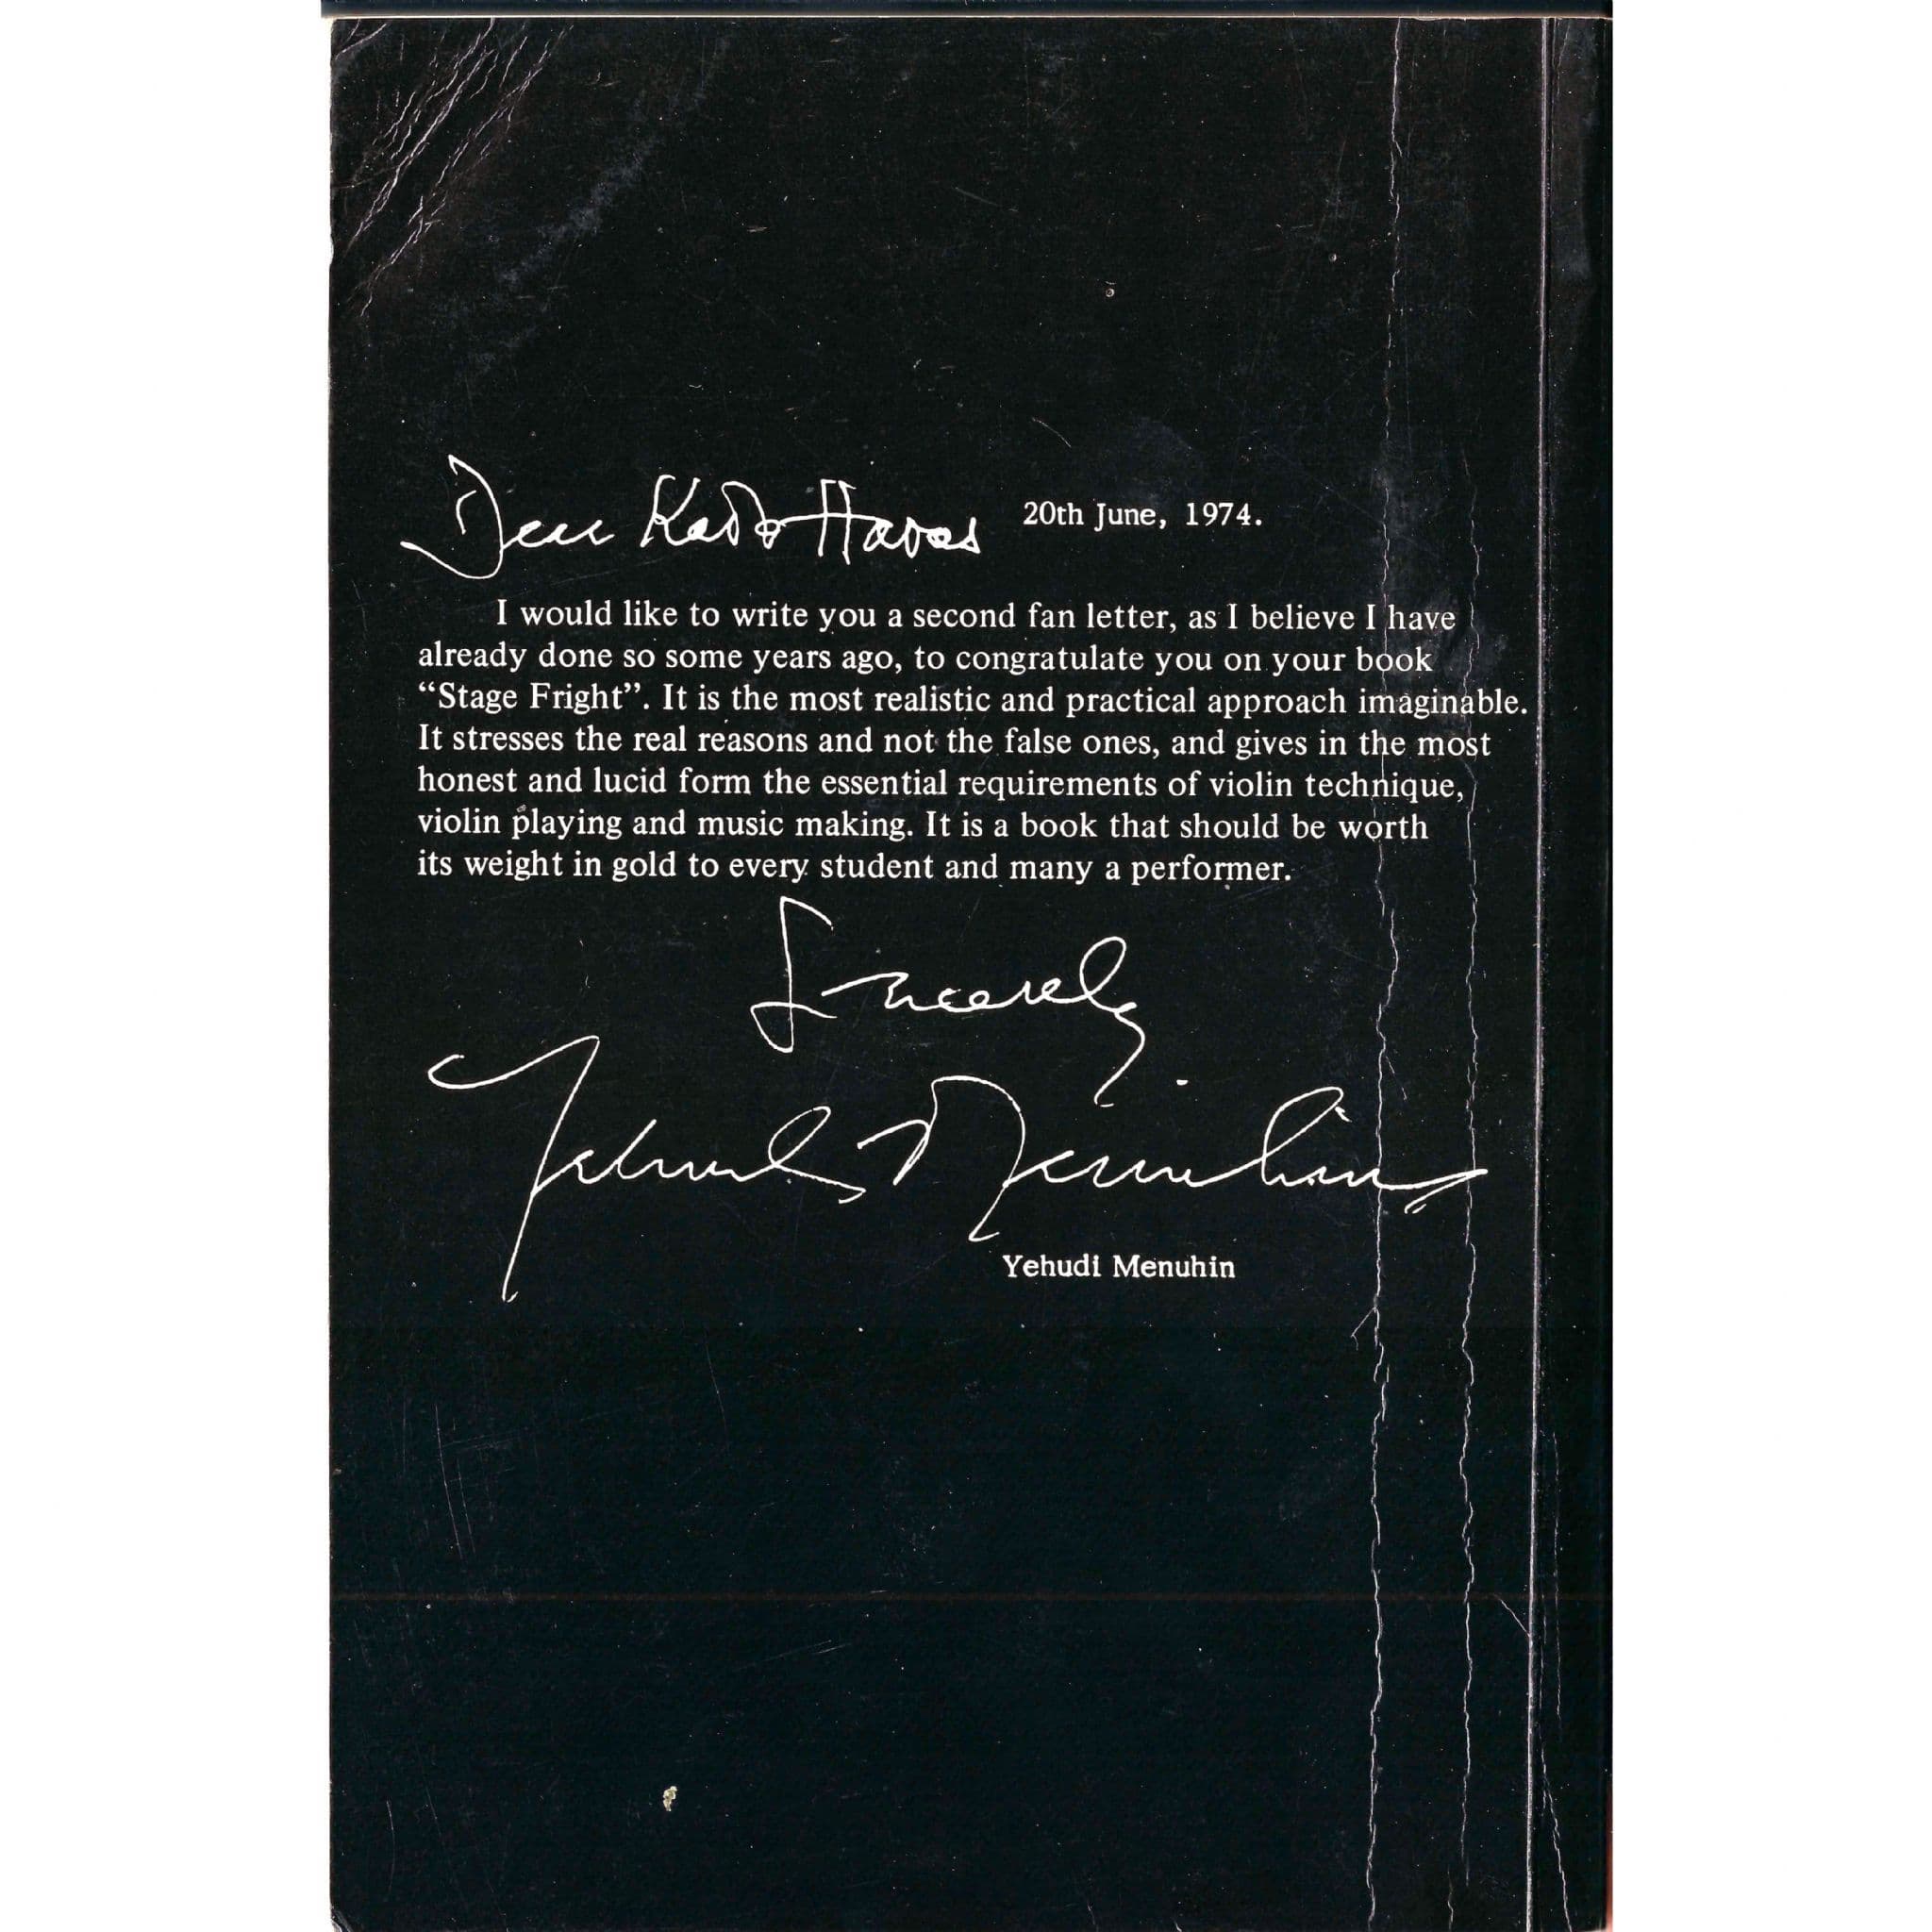 Dear Kato Havas 20th June, 1974.
I would like to write you a second fan letter, as I believe I have
already done so some years ago, to congratulate you on your book
“Stage Fright”. It is the most realistic and practical approach imaginable.
It stresses the real reasons and not the false ones, and gives in the most
honest and lucid form the essential requirements of violin technique,
violin playing and music making. It is a book that should be worth
its weight in gold to every student and many a performer.
Sincerely
Yehudi Menuhin
Yehudi Menuhin